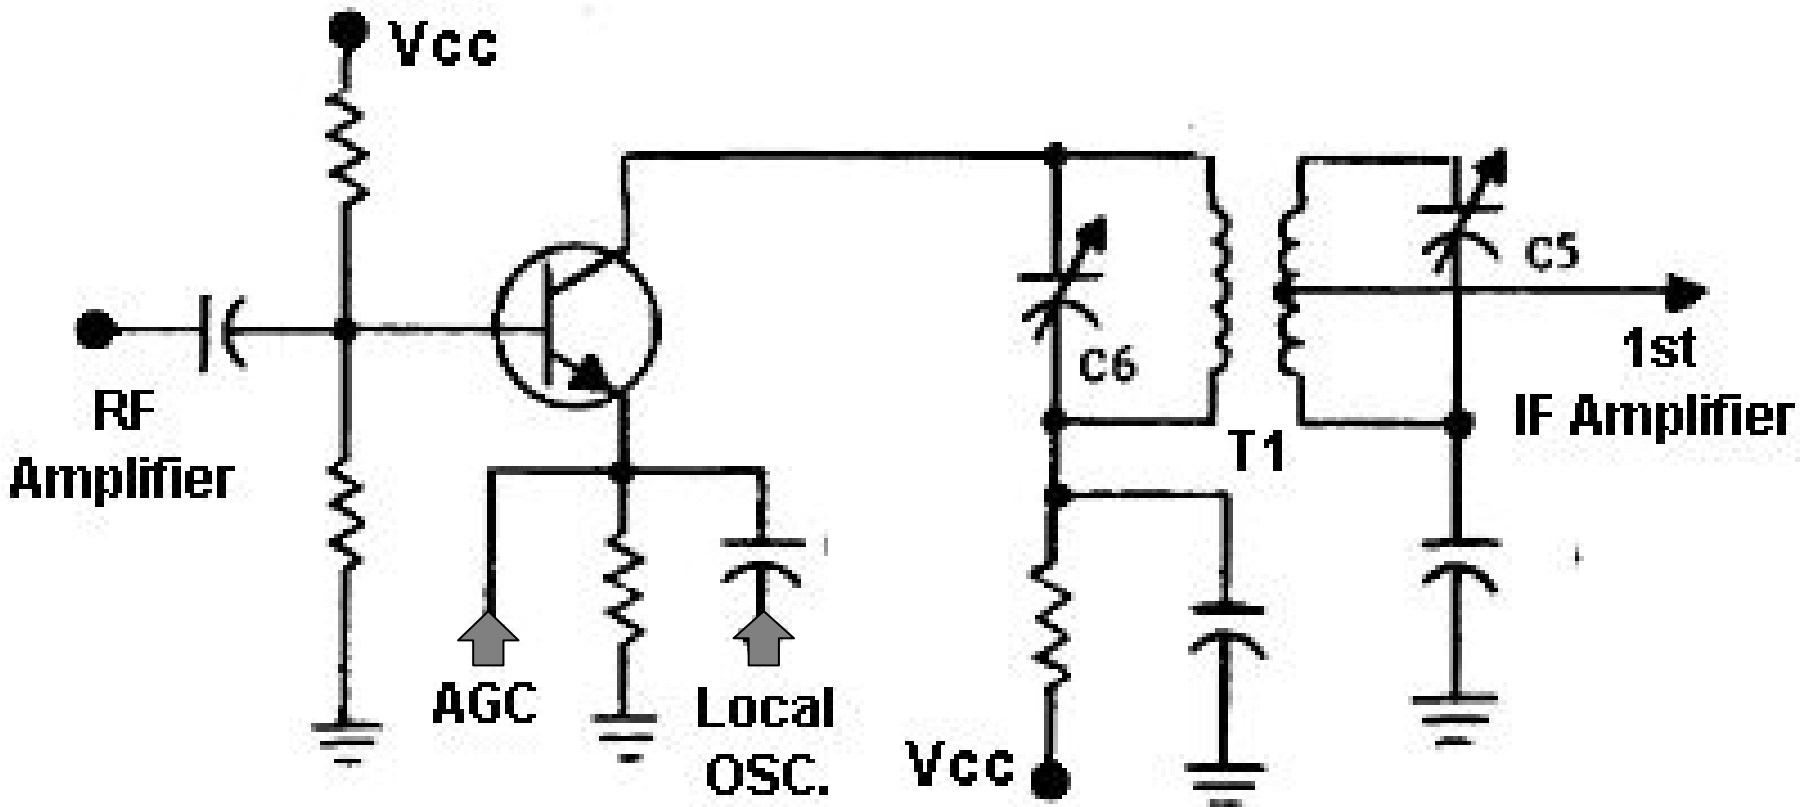 Vcc
RF
Amplifier
AGC
Local
OSC.
C6
T1
Vcc
C5
1st
IF Amplifier